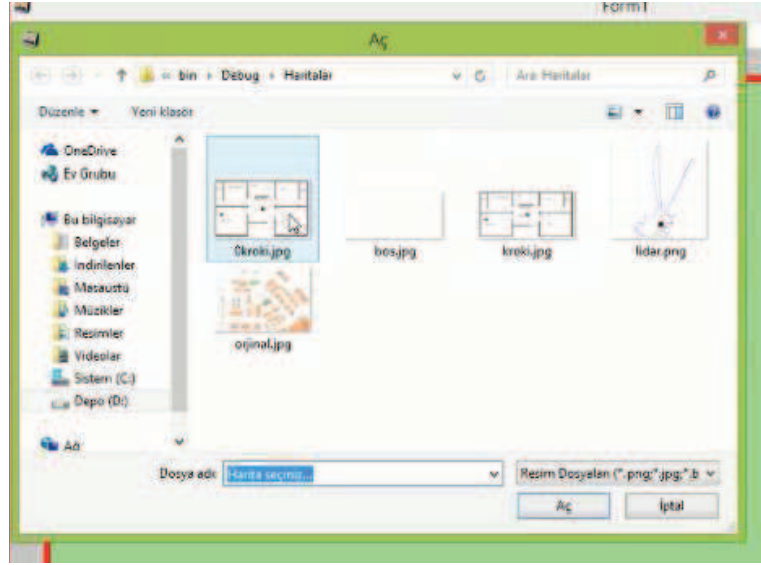 Form1
Aç
« bin › Debug › Haritalar
Ara: Haritalar
Düzenle
Yeni klasör
OneDrive
Ev Grubu
Bu bilgisayar
Belgeler
İndirilenler
Masaüstü
Müzikler
Resimler
Videolar
Sistem (C:)
Depo (D:)
Ağ
0kroki.jpg
bos.jpg
kroki.jpg
lidar.png
orjinal.jpg
Dosya adı:
Harita seçiniz...
Resim Dosyaları (*.png;*.jpg;*.b
Aç
İptal